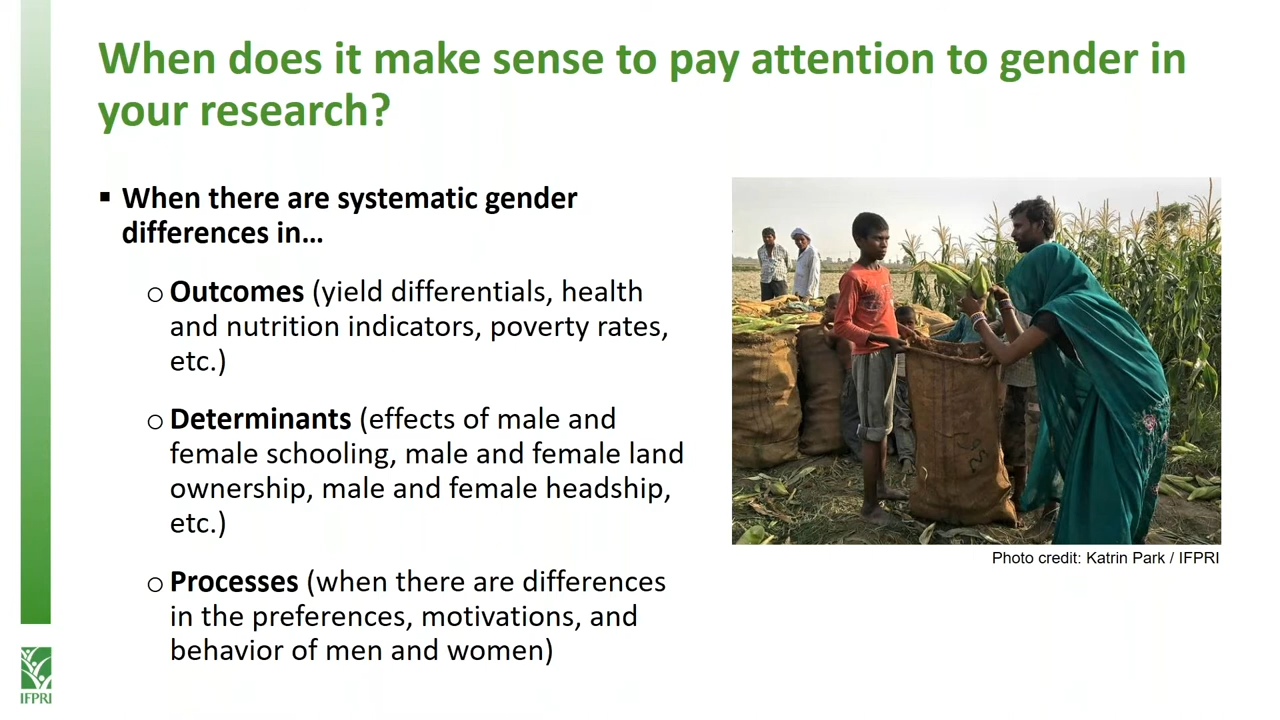 When does it make sense to pay attention to gender in
your research?
▪ When there are systematic gender
differences in…
○ Outcomes (yield differentials, health
and nutrition indicators, poverty rates,
etc.)
○ Determinants (effects of male and
female schooling, male and female land
ownership, male and female headship,
etc.)
○ Processes (when there are differences
in the preferences, motivations, and
behavior of men and women)
Photo credit: Katrin Park / IFPRI
IFPRI